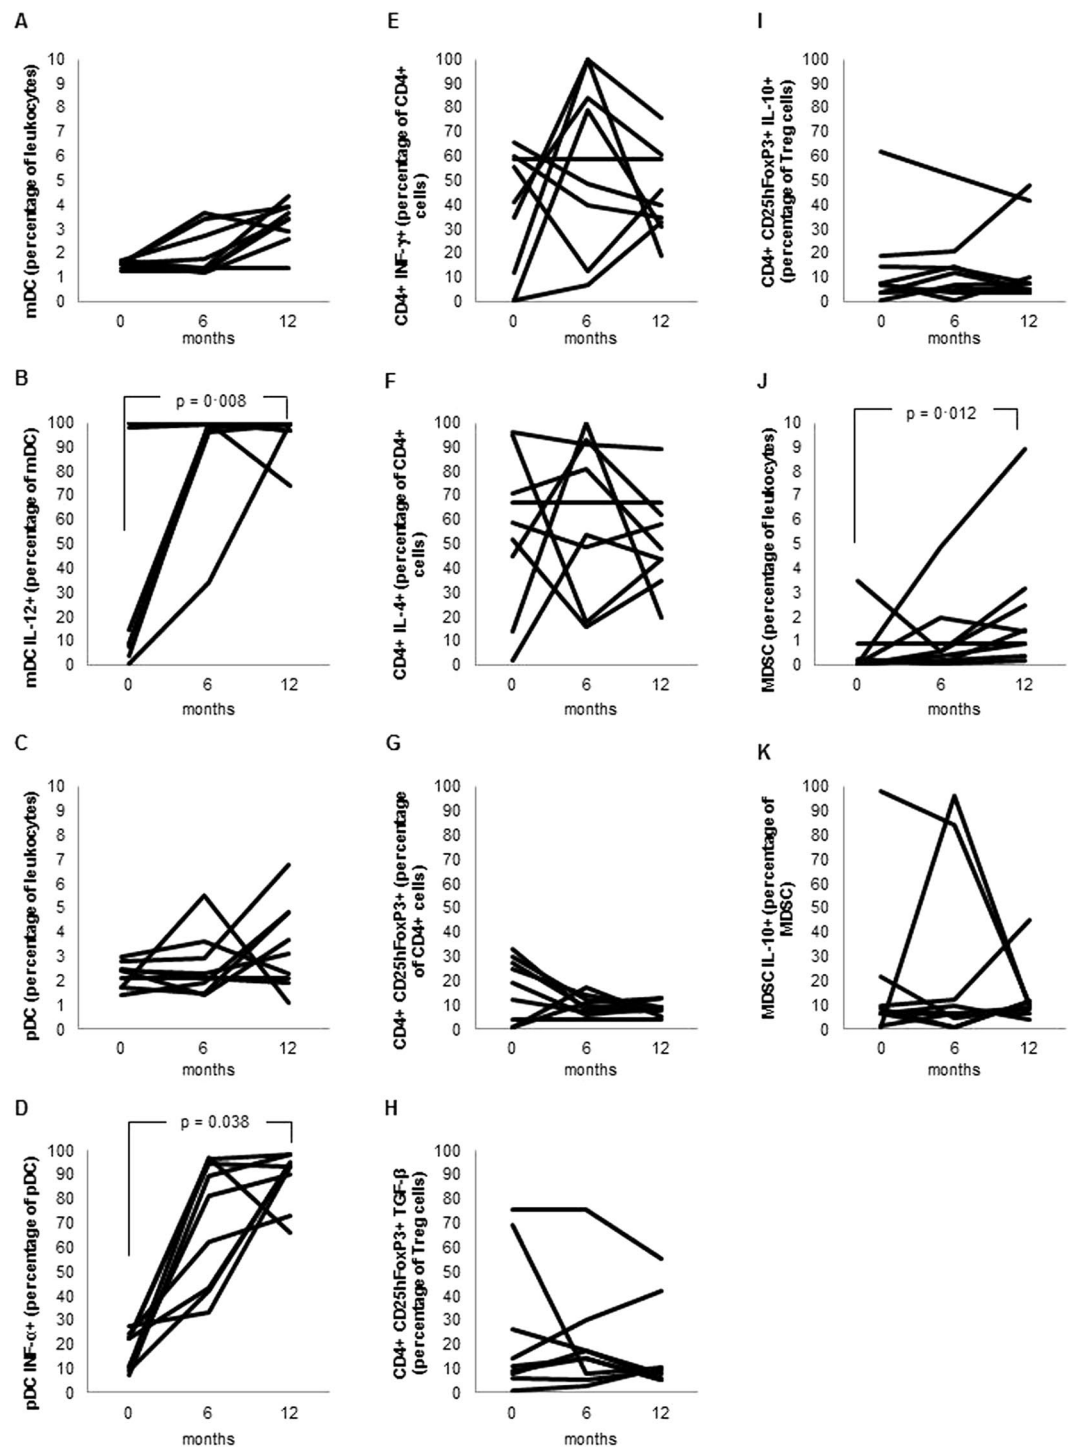 A
mDC (percentage of leukocytes)
10
9
8
7
6
5
4
3
2
1
0
0 6 12
months
E
CD4+ INF-γ+ (percentage of CD4+
cells)
100
90
80
70
60
50
40
30
20
10
0
0 6 12
months
I
CD4+ CD25hFoxP3+ IL-10+
(percentage of Treg cells)
100
90
80
70
60
50
40
30
20
10
0
0 6 12
months
B
p = 0·008
mDC IL-12+ (percentage of mDC)
100
90
80
70
60
50
40
30
20
10
0
0 6 12
months
F
CD4+ IL-4+ (percentage of CD4+
cells)
100
90
80
70
60
50
40
30
20
10
0
0 6 12
months
J
p = 0·012
MDSC (percentage of leukocytes)
10
9
8
7
6
5
4
3
2
1
0
0 6 12
months
C
pDC (percentage of leukocytes)
10
9
8
7
6
5
4
3
2
1
0
0 6 12
months
G
CD4+ CD25hFoxP3+ (percentage
of CD4+ cells)
100
90
80
70
60
50
40
30
20
10
0
0 6 12
months
K
MDSC IL-10+ (percentage of
MDSC)
100
90
80
70
60
50
40
30
20
10
0
0 6 12
months
D
p = 0.038
pDC INF-α+ (percentage of pDC)
100
90
80
70
60
50
40
30
20
10
0
0 6 12
months
H
CD4+ CD25hFoxP3+ TGF-β
(percentage of Treg cells)
100
90
80
70
60
50
40
30
20
10
0
0 6 12
months